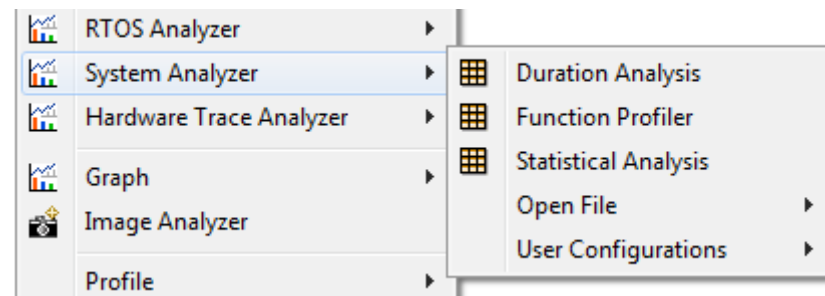 RTOS Analyzer
System Analyzer
Hardware Trace Analyzer
Graph
Image Analyzer
Profile
Duration Analysis
Function Profiler
Statistical Analysis
Open File
User Configurations